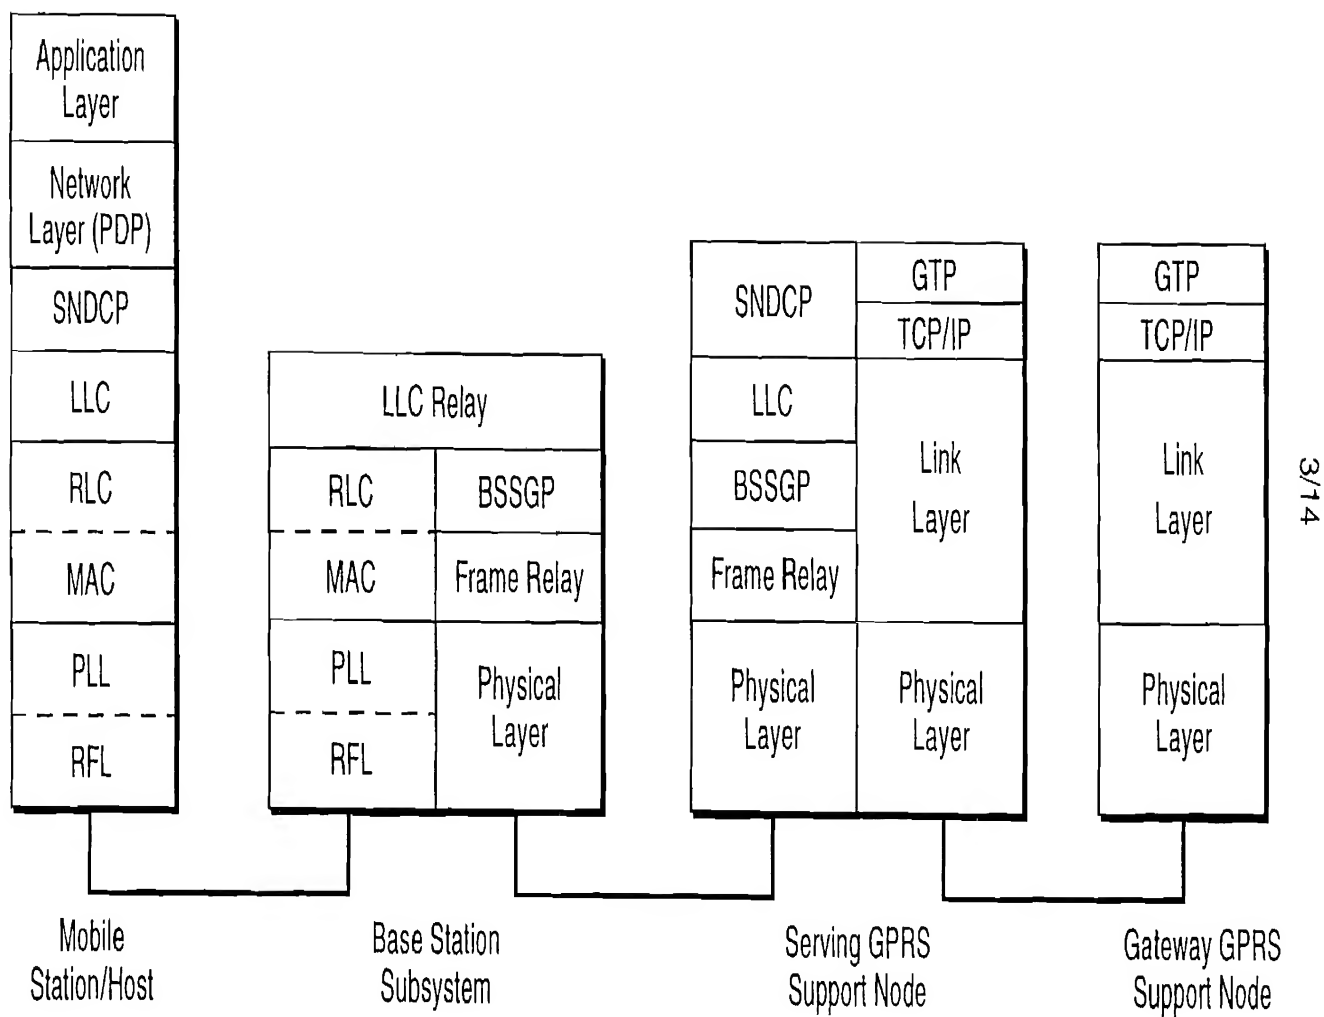 Application
Layer
Network
Layer (PDP)
SNDCP
LLC
RLC
MAC
PLL
RFL
Mobile
Station/Host
LLC Relay
RLC
MAC
PLL
RFL
BSSGP
Frame Relay
Physical
Layer
Base Station
Subsystem
SNDCP
LLC
BSSGP
Frame Relay
Physical
Layer
GTP
TCP/IP
Link
Layer
Physical
Layer
Serving GPRS
Support Node
GTP
TCP/IP
Link
Layer
Physical
Layer
Gateway GPRS
Support Node
3/14